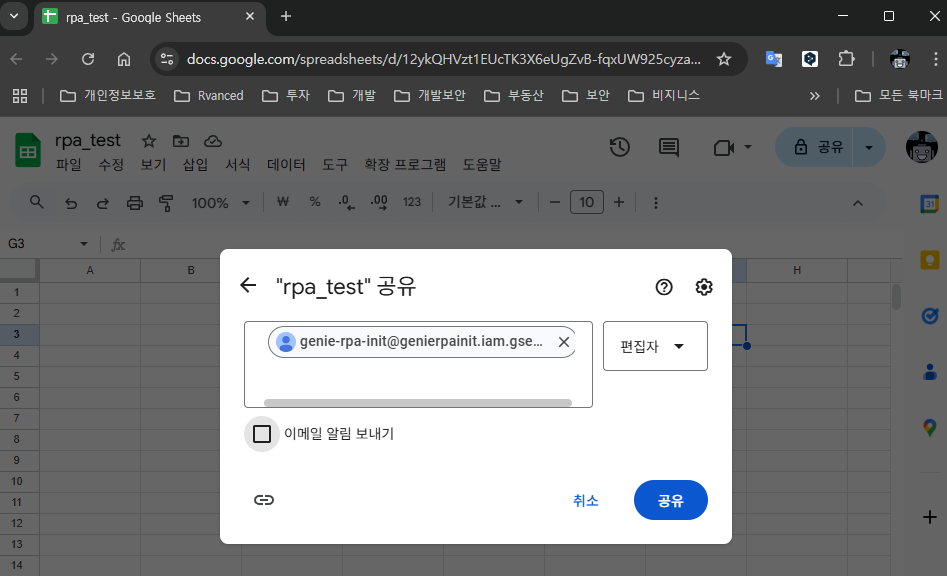 rpa_test - Google Sheets
docs.google.com/spreadsheets/d/12ykQHVzt1EUcTK3X6eUgZvB-fqxUW925cyza...
개인정보보호 Rvanced 투자 개발 개발보안 부동산 보안 비지니스 » 모든 북마크
rpa_test
파일 수정 보기 삽입 서식 데이터 도구 확장 프로그램 도움말
공유
100% ₩ % .0 .00 123 기본값 ... 10
31
G3 fx
A B H
1
2
3
4
5
6
7
8
9
10
11
12
13
14
"rpa_test" 공유
genie-rpa-init@genierpainit.iam.gse...
편집자
이메일 알림 보내기
취소 공유